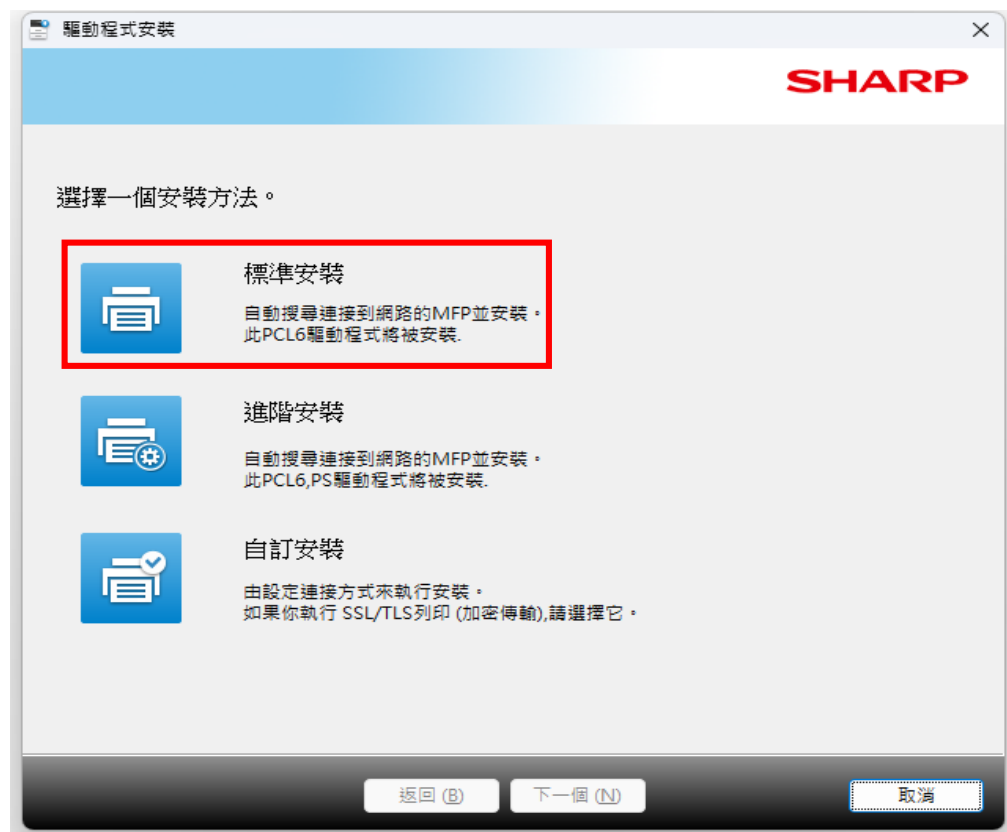 驅動程式安裝
SHARP
選擇一個安裝方法。
標準安裝
自動搜尋連接到網路的MFP並安裝。
此PCL6驅動程式將被安裝.
進階安裝
自動搜尋連接到網路的MFP並安裝。
此PCL6,PS驅動程式將被安裝.
自訂安裝
由設定連接方式來執行安裝。
如果你執行 SSL/TLS列印 (加密傳輸),請選擇它。
返回 (B)
下一個 (N)
取消